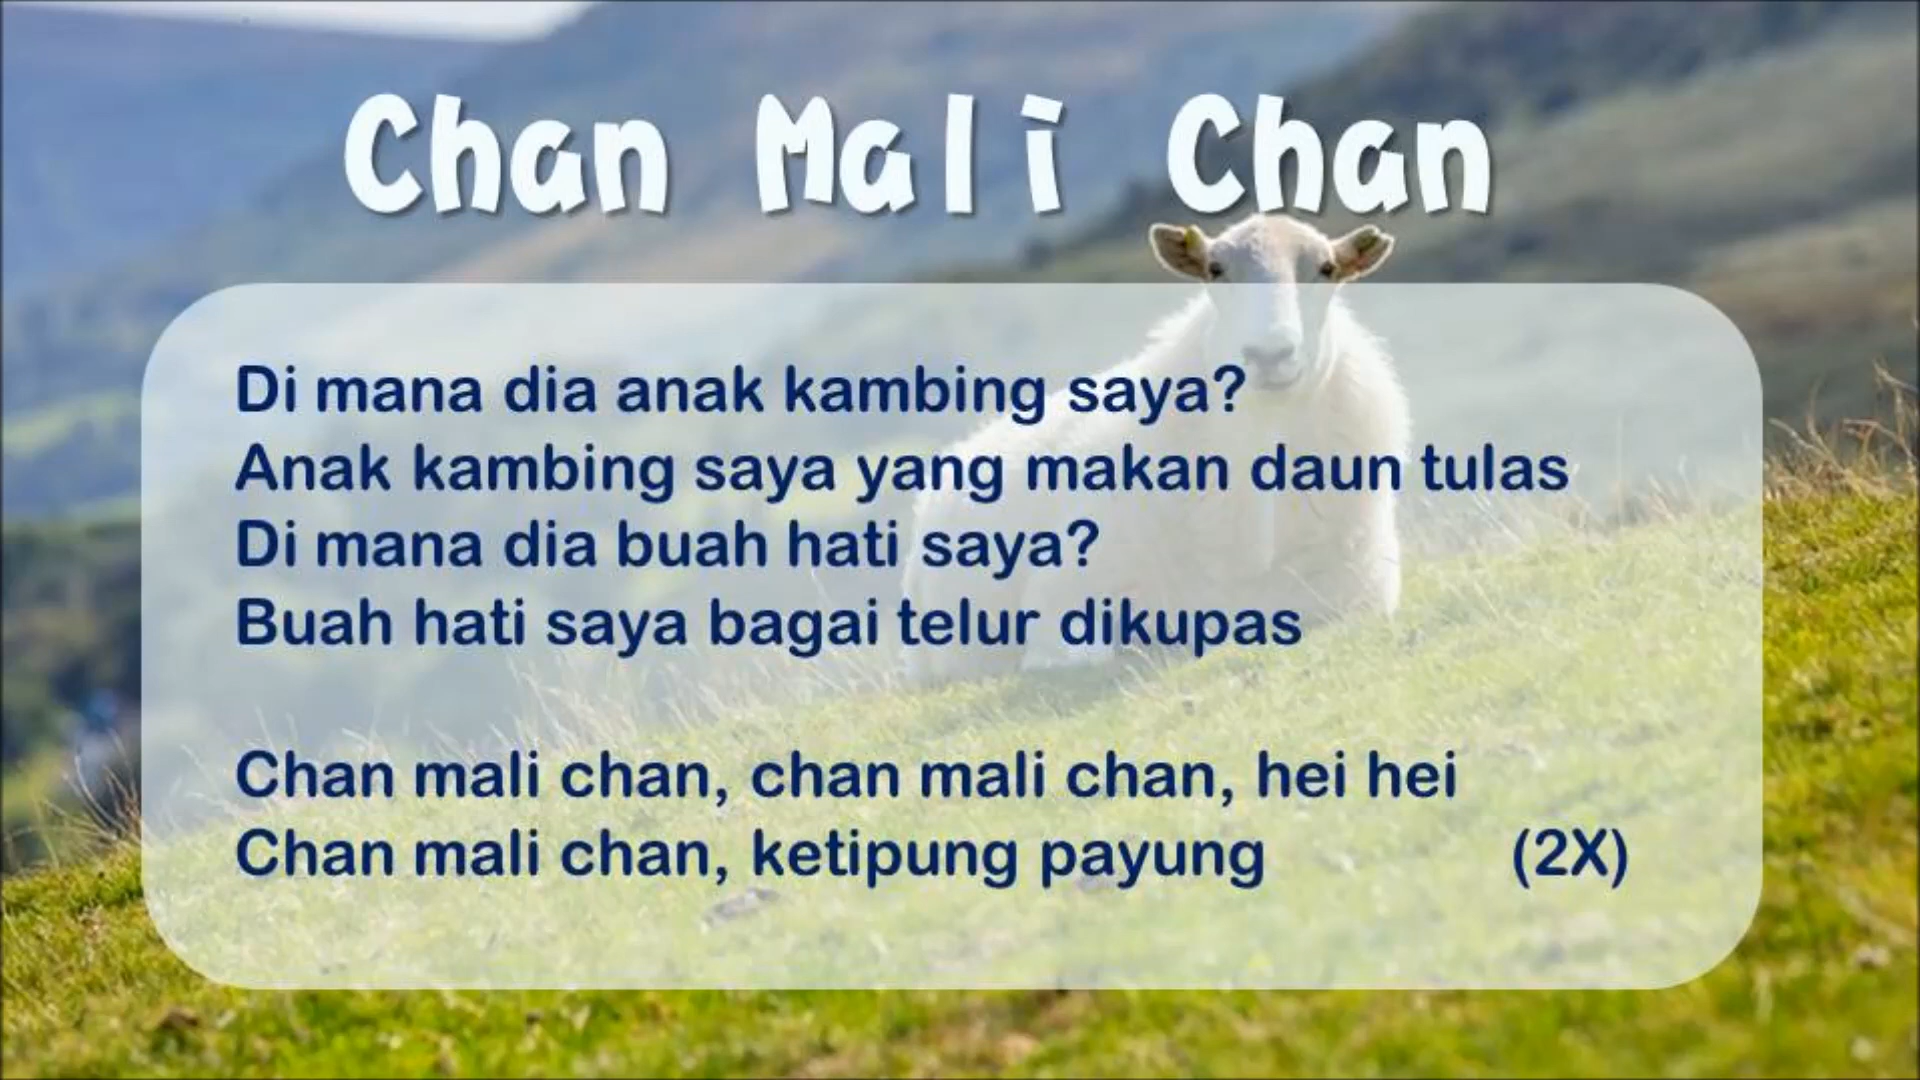 Chan Mali Chan
Di mana dia anak kambing saya?
Anak kambing saya yang makan daun tulas
Di mana dia buah hati saya?
Buah hati saya bagai telur dikupas
Chan mali chan, chan mali chan, hei hei
Chan mali chan, ketipung payung (2X)